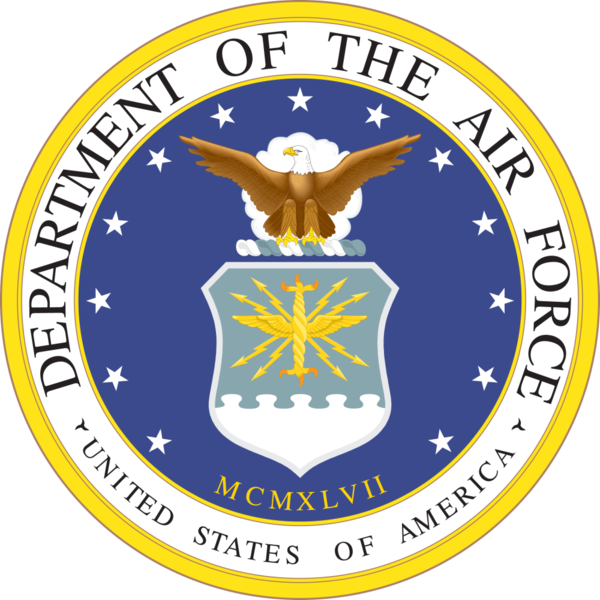 DEPARTMENT OF THE AIR FORCE
MCMXLVII
UNITED STATES OF AMERICA